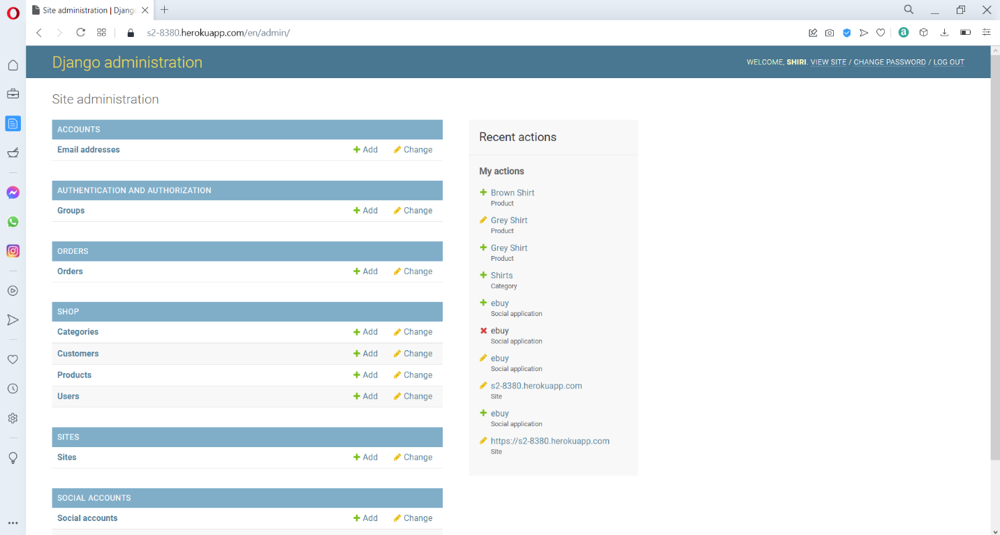 Site administration | Djang
s2-8380.herokuapp.com/en/admin/
a
Django administration
WELCOME, SHIRI. VIEW SITE / CHANGE PASSWORD / LOG OUT
Site administration
ACCOUNTS
Email addresses Add Change
AUTHENTICATION AND AUTHORIZATION
Groups Add Change
ORDERS
Orders Add Change
SHOP
Categories Add Change
Customers Add Change
Products Add Change
Users Add Change
SITES
Sites Add Change
SOCIAL ACCOUNTS
Social accounts Add Change
Recent actions
My actions
Brown Shirt
Product
Grey Shirt
Product
Grey Shirt
Product
Shirts
Category
ebuy
Social application
ebuy
Social application
ebuy
Social application
s2-8380.herokuapp.com
Site
ebuy
Social application
https://s2-8380.herokuapp.com
Site